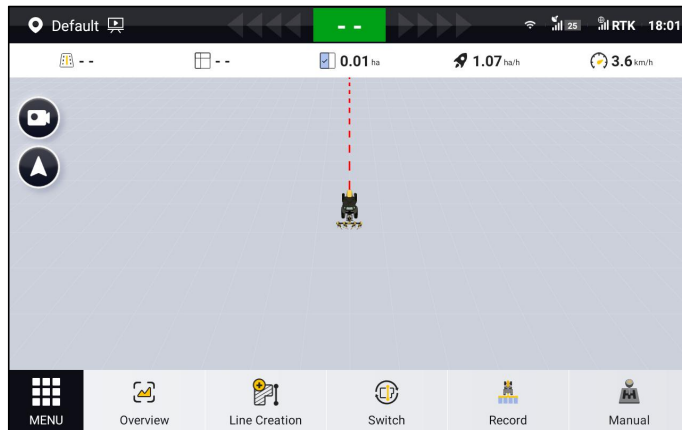 Default
- -
25
RTK
18:01
- -
- -
0.01 ha
1.07 ha/h
3.6 km/h
MENU
Overview
Line Creation
Switch
Record
Manual